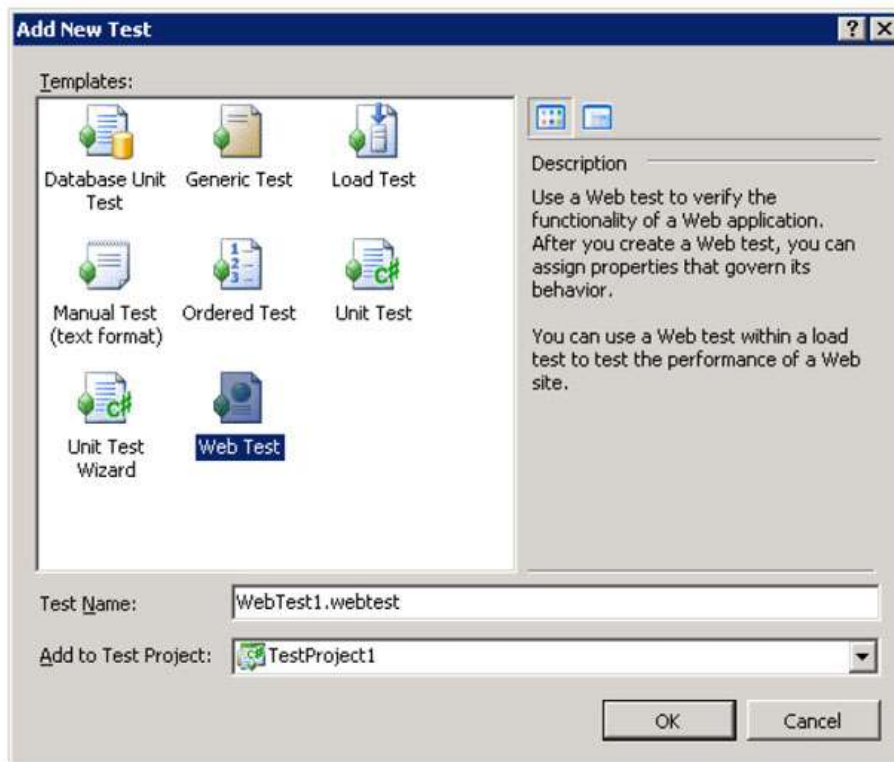 Add New Test
Templates:
Database Unit
Test
Generic Test
Load Test
Manual Test
(text format)
Ordered Test
Unit Test
Unit Test
Wizard
Web Test
Description
Use a Web test to verify the
functionality of a Web application.
After you create a Web test, you can
assign properties that govern its
behavior.
You can use a Web test within a load
test to test the performance of a Web
site.
Test Name:
WebTest1.webtest
Add to Test Project:
TestProject1
OK
Cancel